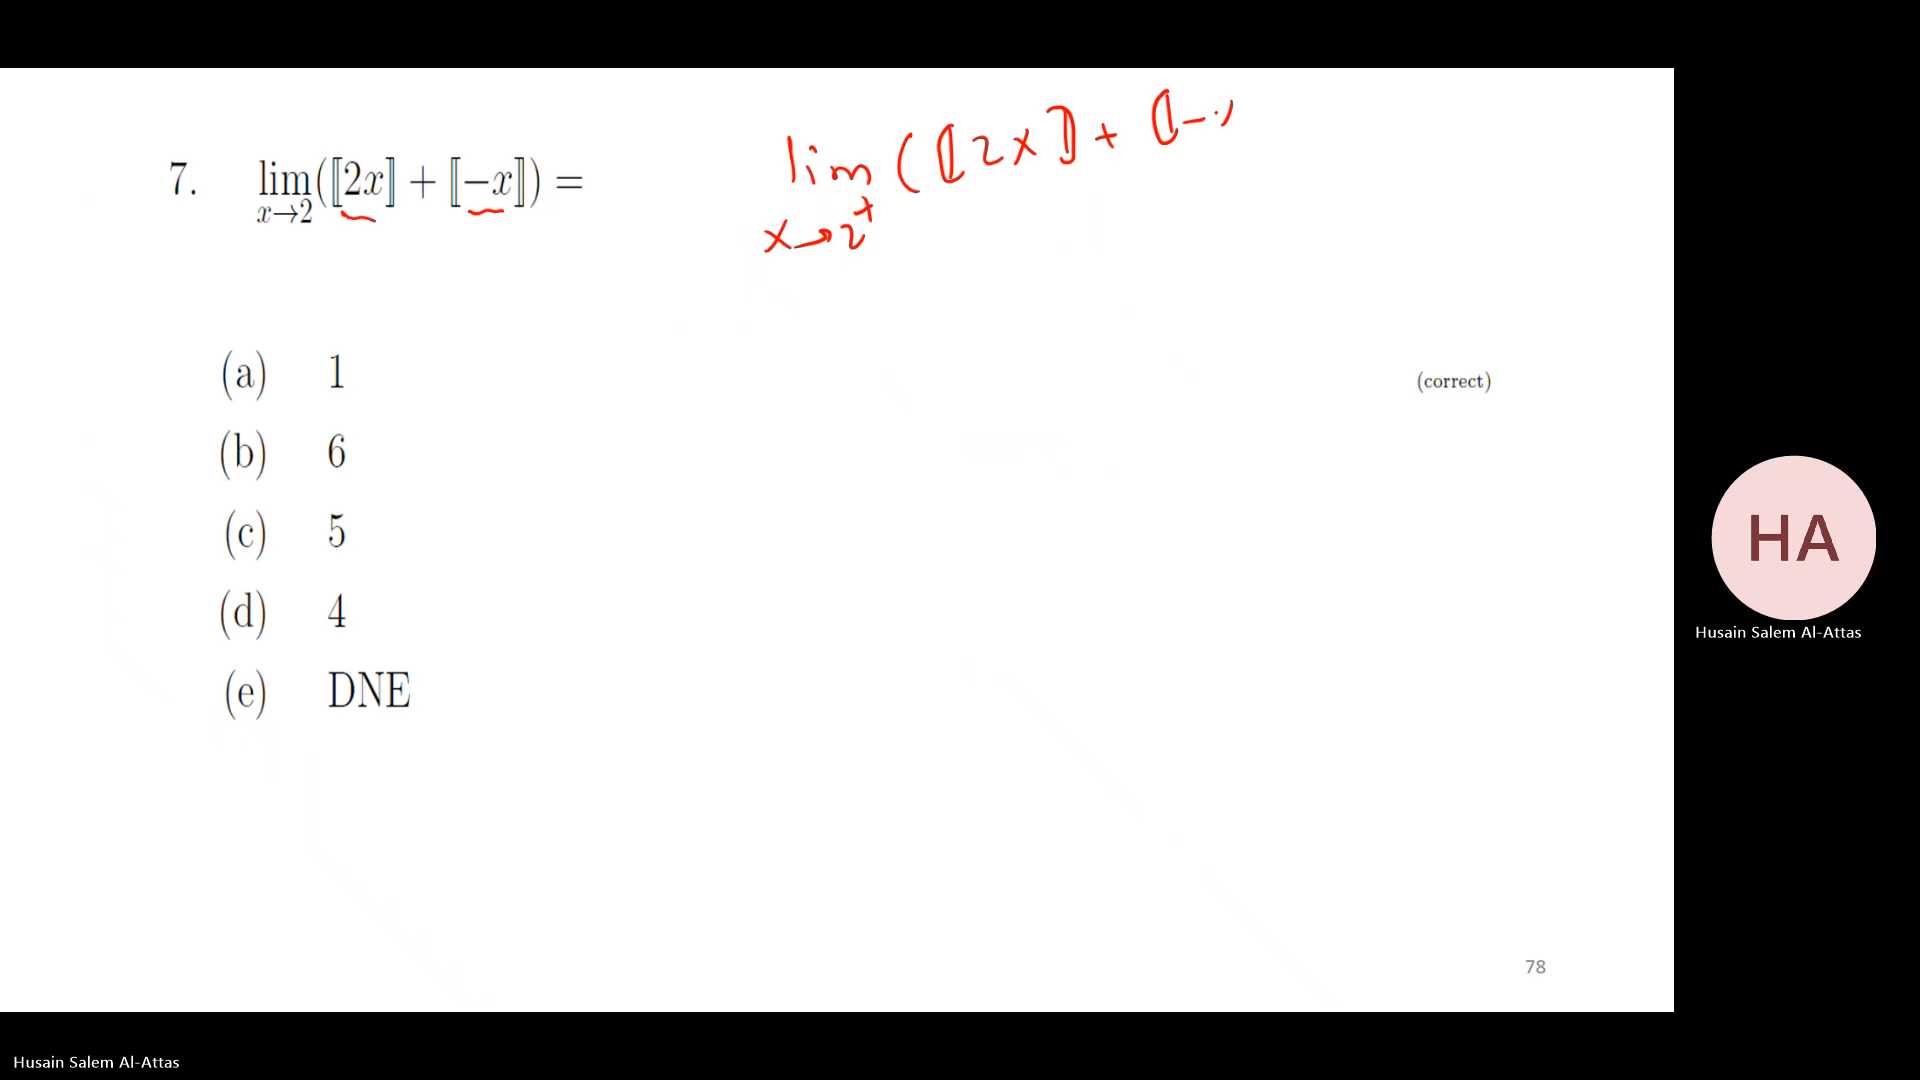 7. lim(⟦2x⟧ + ⟦−x⟧) =
x→2
lim (⟦2x⟧ + ⟦−
x→2⁺
(a) 1 (correct)
(b) 6
(c) 5
(d) 4
(e) DNE
78
HA
Husain Salem Al-Attas
Husain Salem Al-Attas